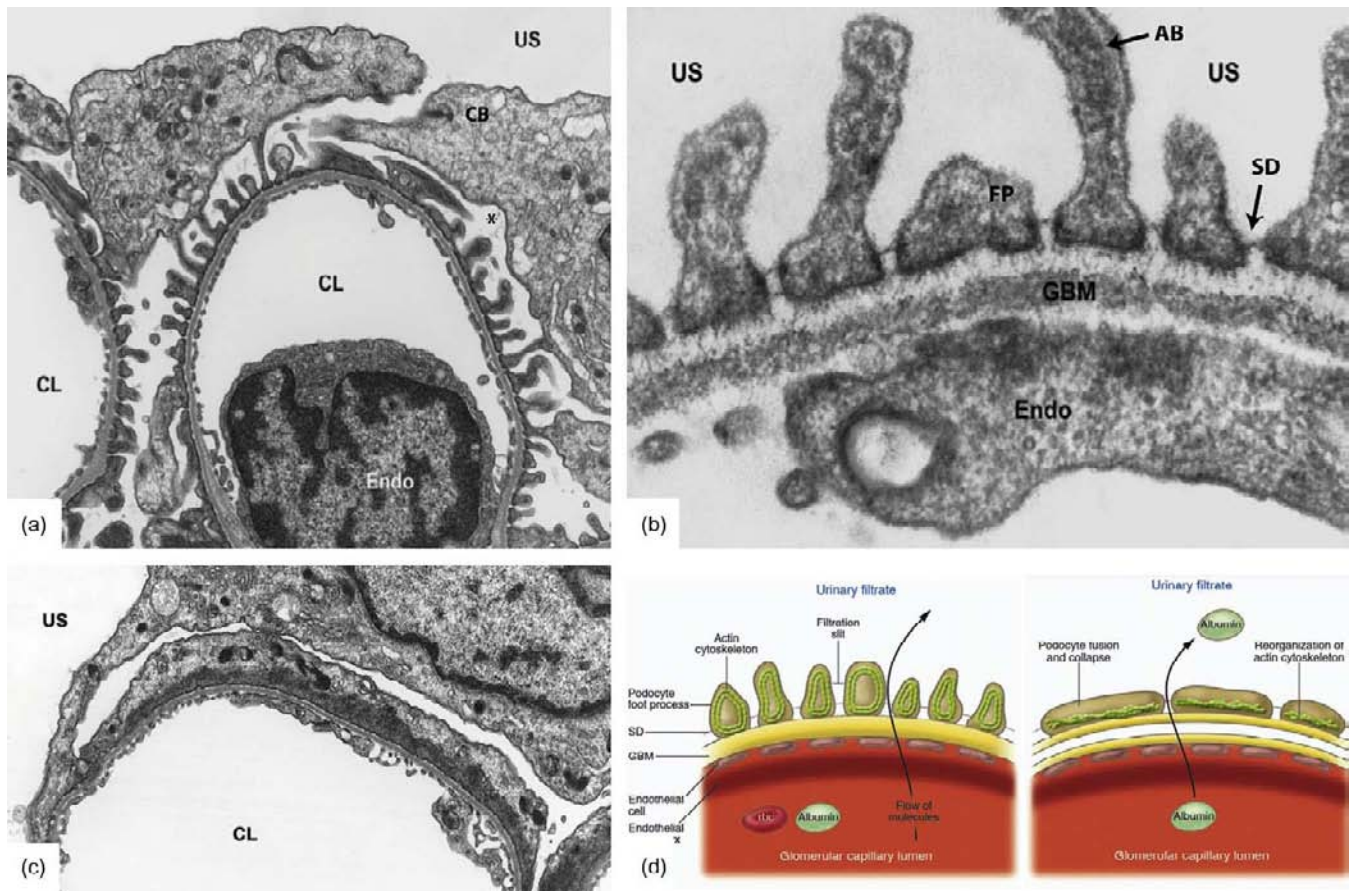 US
CB
*
CL
CL
Endo
(a)
AB
US
US
SD
FP
GBM
Endo
(b)
US
CL
(c)
Urinary filtrate
Actin
cytoskeleton
Filtration
slit
Podocyte
foot process
SD
GBM
Endothelial
cell
Endothelial
x
rbc
Albumin
Flow of
molecules
Glomerular capillary lumen
Urinary filtrate
Albumin
Podocyte fusion
and collapse
Reorganization of
actin cytoskeleton
Albumin
Glomerular capillary lumen
(d)